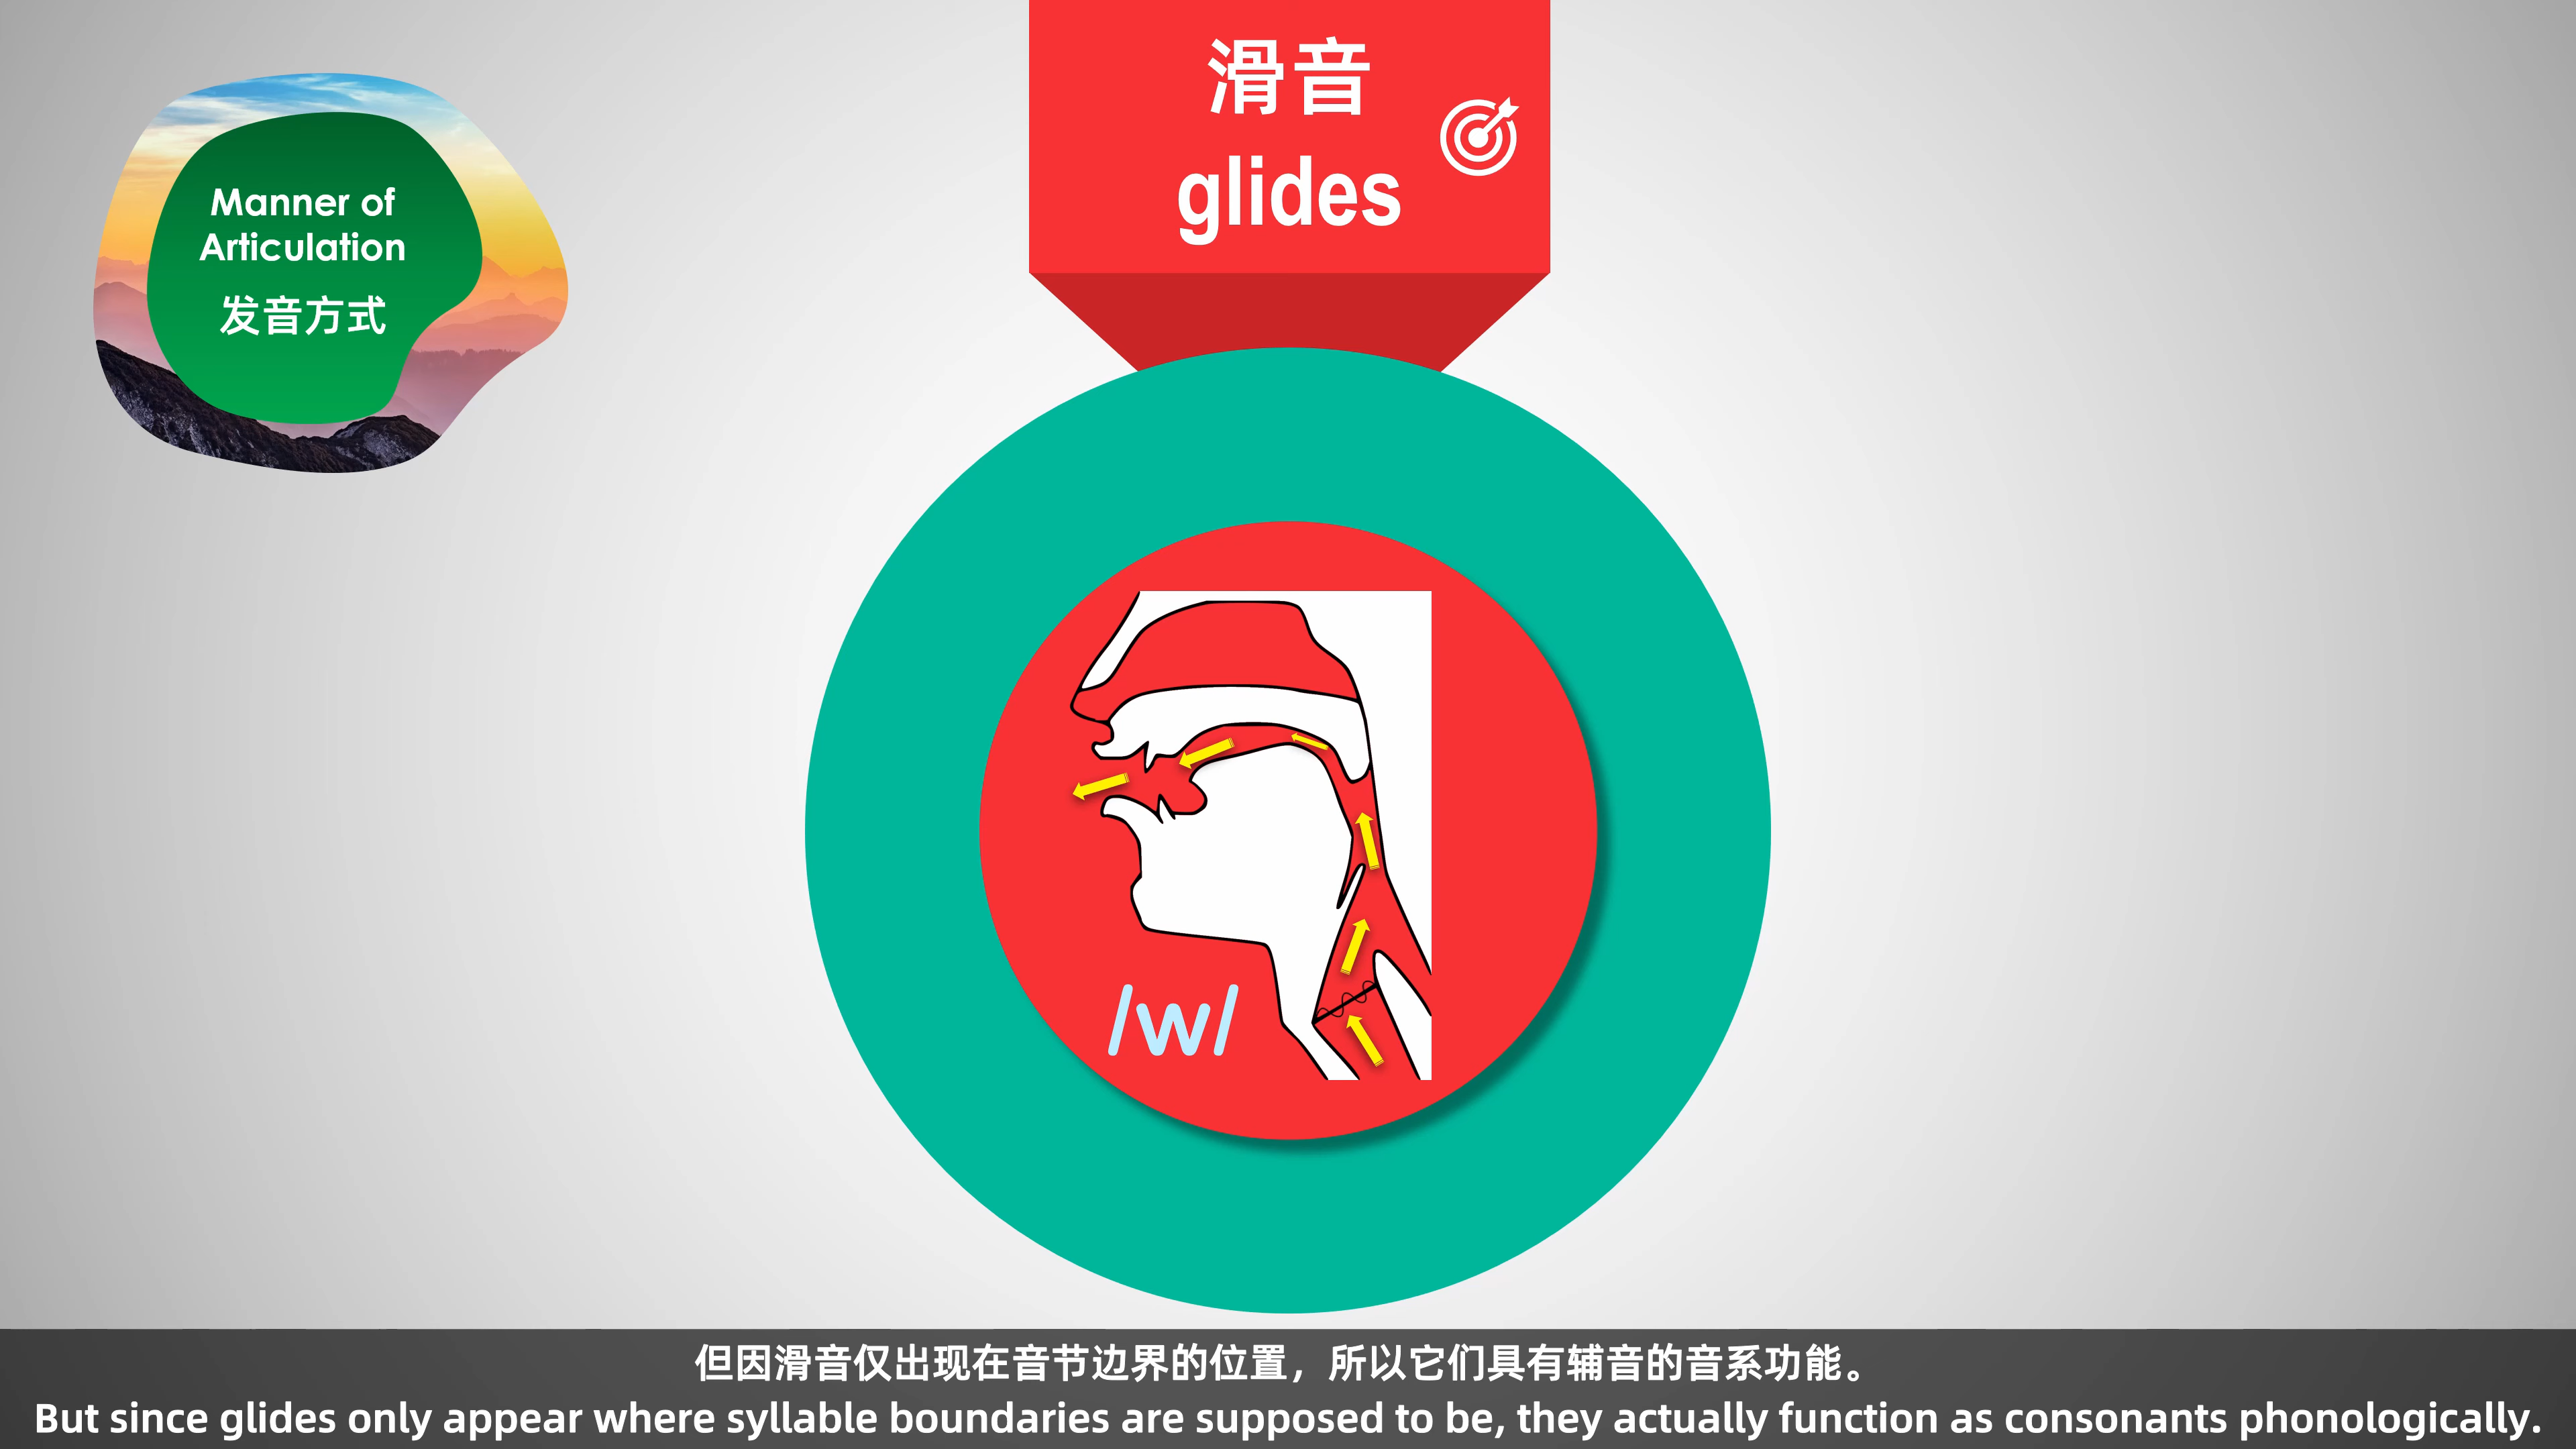 滑音
glides
Manner of
Articulation
发音方式
/w/
但因滑音仅出现在音节边界的位置，所以它们具有辅音的音系功能。
But since glides only appear where syllable boundaries are supposed to be, they actually function as consonants phonologically.